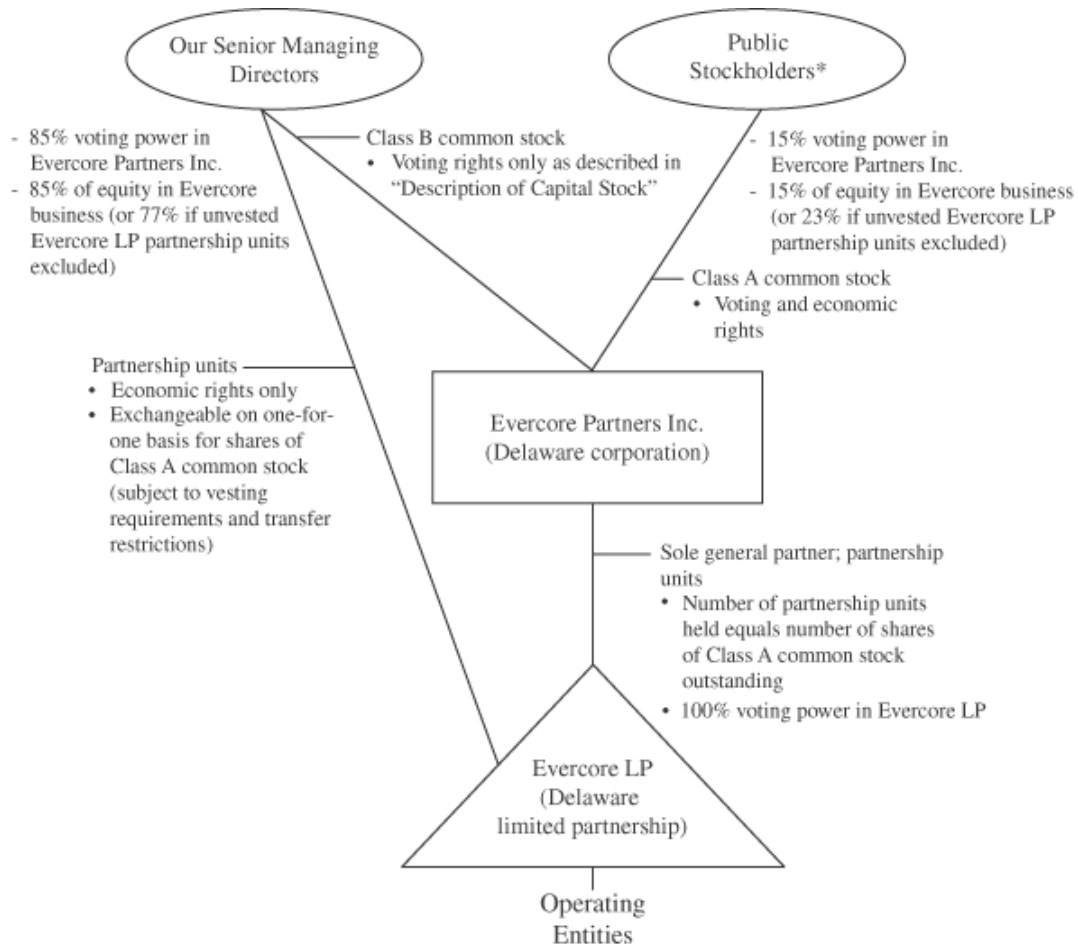 Our Senior Managing
Directors
Public
Stockholders*
- 85% voting power in
Evercore Partners Inc.
- 85% of equity in Evercore
business (or 77% if unvested
Evercore LP partnership units
excluded)
Class B common stock
• Voting rights only as described in
“Description of Capital Stock”
- 15% voting power in
Evercore Partners Inc.
- 15% of equity in Evercore business
(or 23% if unvested Evercore LP
partnership units excluded)
Class A common stock
• Voting and economic
rights
Partnership units
• Economic rights only
• Exchangeable on one-for-
one basis for shares of
Class A common stock
(subject to vesting
requirements and transfer
restrictions)
Evercore Partners Inc.
(Delaware corporation)
Sole general partner; partnership
units
• Number of partnership units
held equals number of shares
of Class A common stock
outstanding
• 100% voting power in Evercore LP
Evercore LP
(Delaware
limited partnership)
Operating
Entities